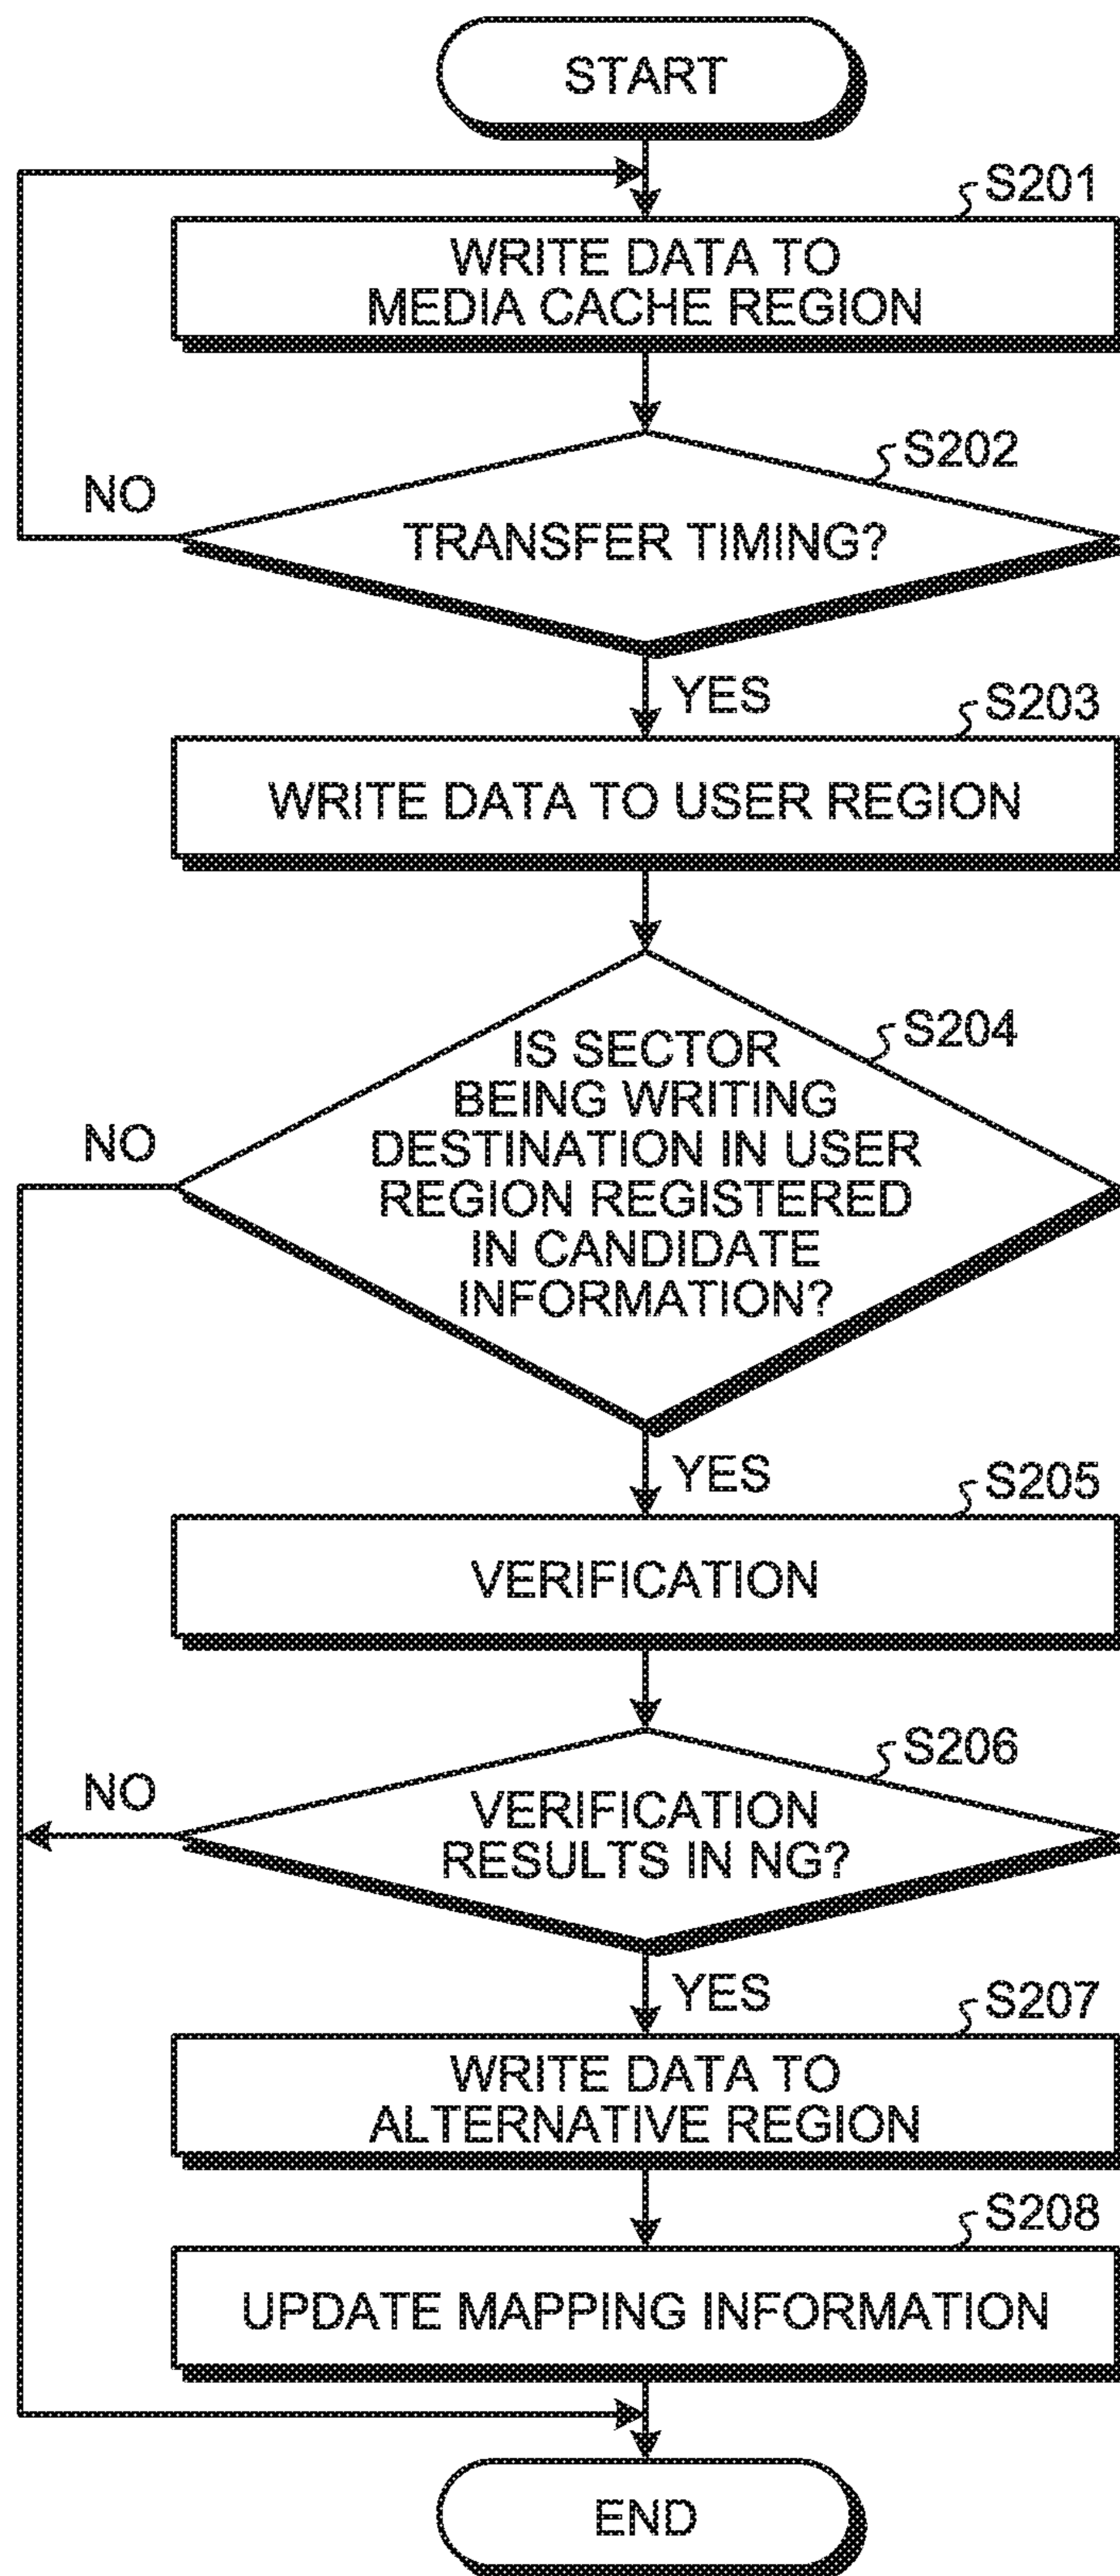 START
S201
WRITE DATA TO
MEDIA CACHE REGION
S202
NO
TRANSFER TIMING?
YES
S203
WRITE DATA TO USER REGION
S204
IS SECTOR
BEING WRITING
NO
DESTINATION IN USER
REGION REGISTERED
IN CANDIDATE
INFORMATION?
YES
S205
VERIFICATION
S206
NO
VERIFICATION
RESULTS IN NG?
YES
S207
WRITE DATA TO
ALTERNATIVE REGION
S208
UPDATE MAPPING INFORMATION
END